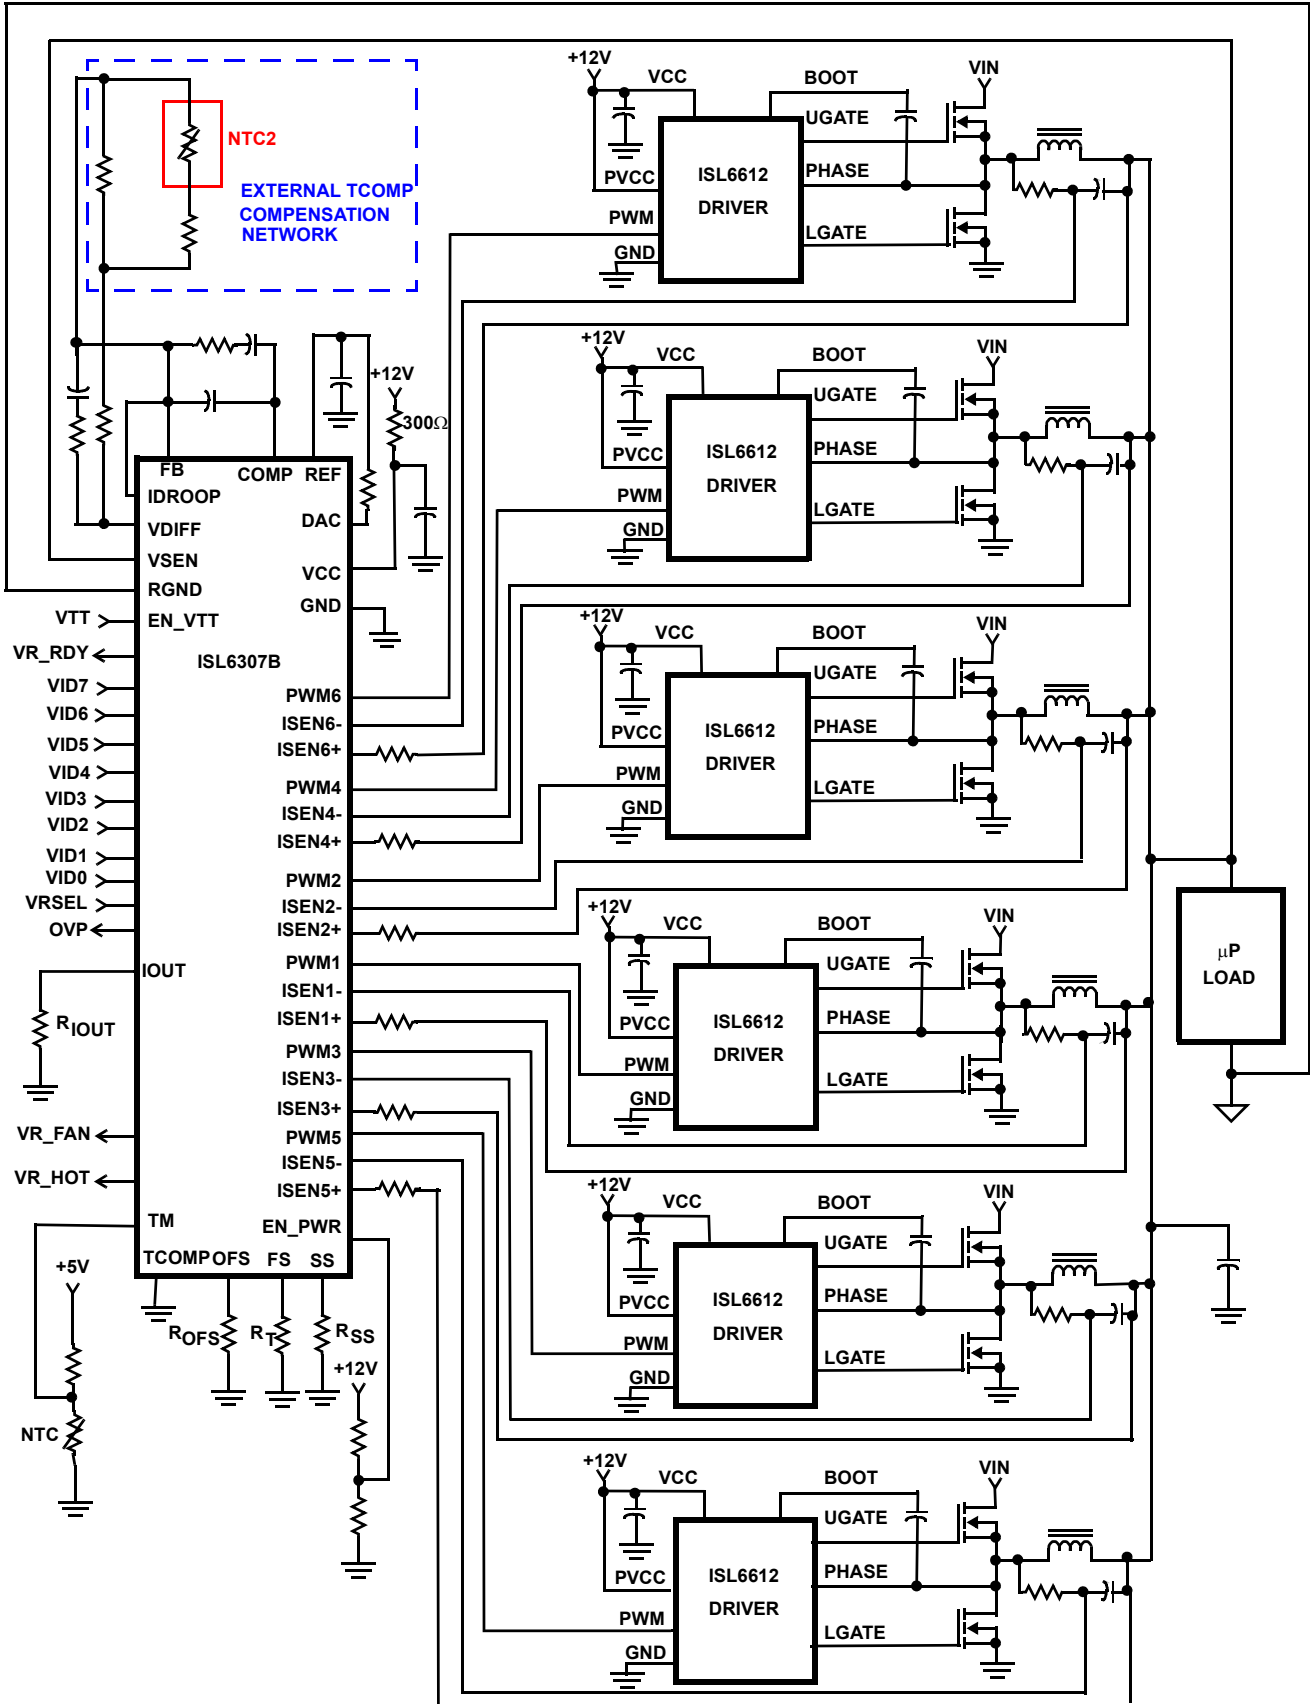 NTC2
EXTERNAL TCOMP
COMPENSATION
NETWORK
+12V
300Ω
FB
COMP
REF
IDROOP
VDIFF
DAC
VSEN
VCC
RGND
GND
VTT
EN_VTT
VR_RDY
ISL6307B
VID7
PWM6
VID6
ISEN6-
VID5
ISEN6+
VID4
PWM4
VID3
ISEN4-
VID2
ISEN4+
VID1
VID0
PWM2
VRSEL
ISEN2-
OVP
ISEN2+
IOUT
PWM1
ISEN1-
RIOUT
ISEN1+
PWM3
ISEN3-
ISEN3+
VR_FAN
PWM5
ISEN5-
VR_HOT
ISEN5+
TM
EN_PWR
TCOMP
OFS
FS
SS
+5V
ROFS
RT
RSS
+12V
NTC
+12V
VCC
BOOT
VIN
UGATE
ISL6612
DRIVER
PVCC
PHASE
PWM
LGATE
GND
+12V
VCC
BOOT
VIN
UGATE
ISL6612
DRIVER
PVCC
PHASE
PWM
LGATE
GND
+12V
VCC
BOOT
VIN
UGATE
ISL6612
DRIVER
PVCC
PHASE
PWM
LGATE
GND
+12V
VCC
BOOT
VIN
UGATE
ISL6612
DRIVER
PVCC
PHASE
PWM
LGATE
GND
+12V
VCC
BOOT
VIN
UGATE
ISL6612
DRIVER
PVCC
PHASE
PWM
LGATE
GND
+12V
VCC
BOOT
VIN
UGATE
ISL6612
DRIVER
PVCC
PHASE
PWM
LGATE
GND
µP
LOAD